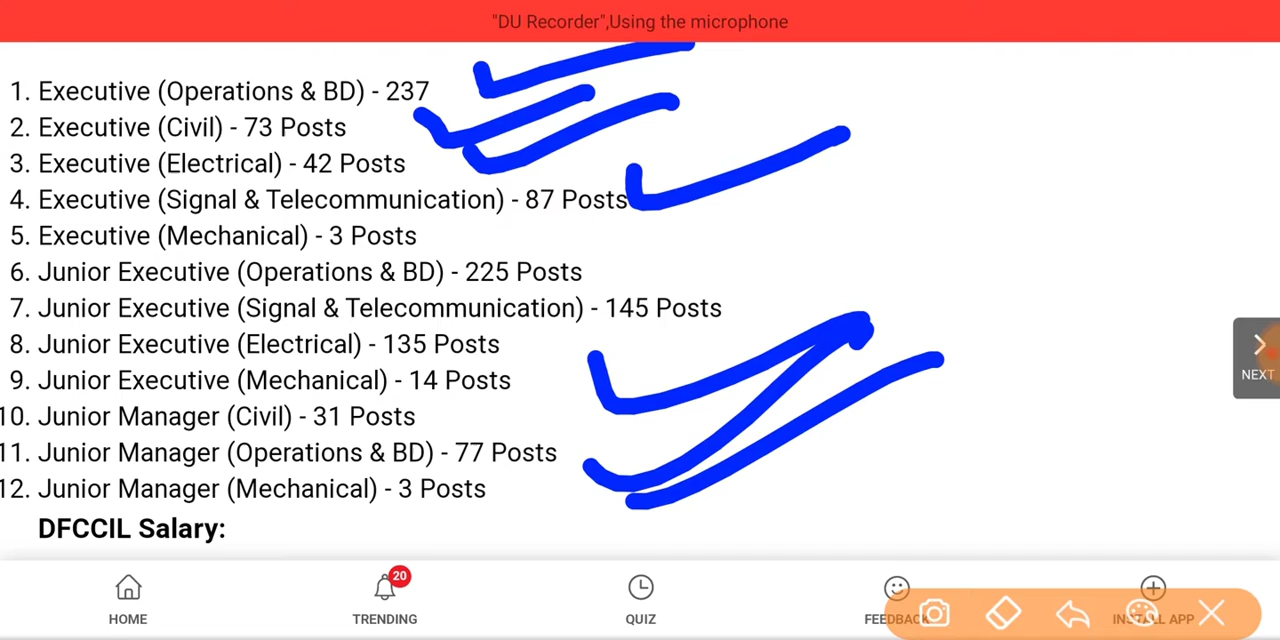 "DU Recorder",Using the microphone
1. Executive (Operations & BD) - 237
2. Executive (Civil) - 73 Posts
3. Executive (Electrical) - 42 Posts
4. Executive (Signal & Telecommunication) - 87 Posts
5. Executive (Mechanical) - 3 Posts
6. Junior Executive (Operations & BD) - 225 Posts
7. Junior Executive (Signal & Telecommunication) - 145 Posts
8. Junior Executive (Electrical) - 135 Posts
9. Junior Executive (Mechanical) - 14 Posts
10. Junior Manager (Civil) - 31 Posts
11. Junior Manager (Operations & BD) - 77 Posts
12. Junior Manager (Mechanical) - 3 Posts
DFCCIL Salary:
NEXT
20
HOME TRENDING QUIZ FEEDBACK INSTALL APP